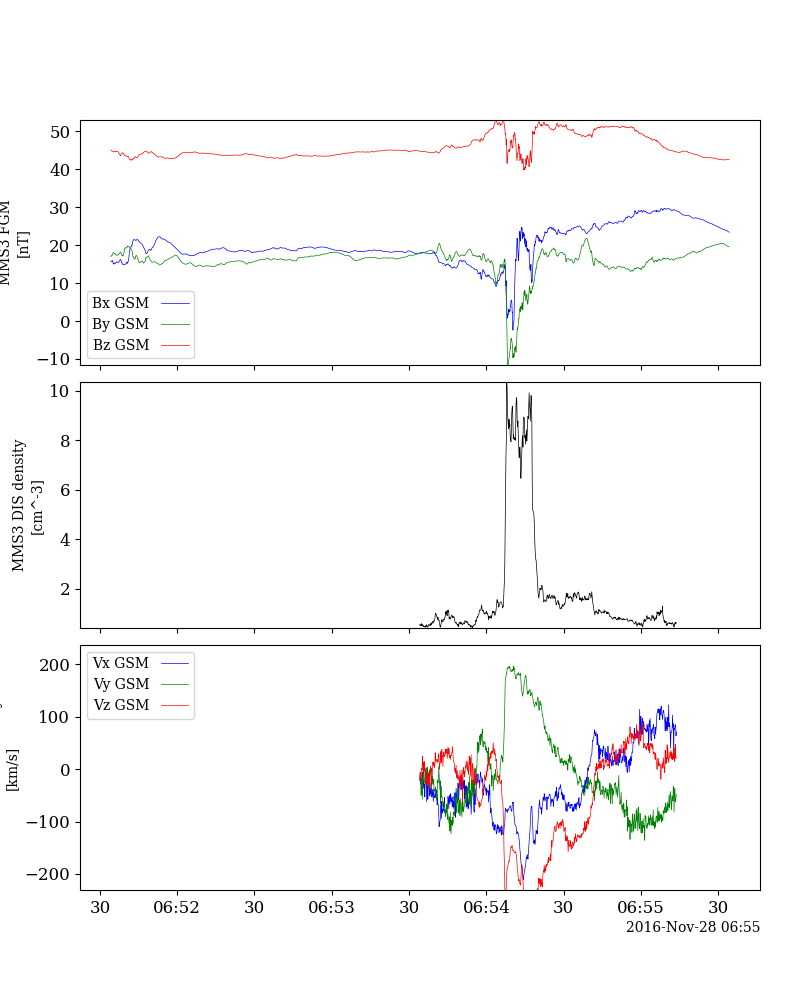 50
40
30
20
10
0
−10
MMS3 FGM
[nT]
Bx GSM
By GSM
Bz GSM
10
8
6
4
2
MMS3 DIS density
[cm^-3]
200
100
0
−100
−200
[km/s]
Vx GSM
Vy GSM
Vz GSM
30 06:52 30 06:53 30 06:54 30 06:55 30
2016-Nov-28 06:55